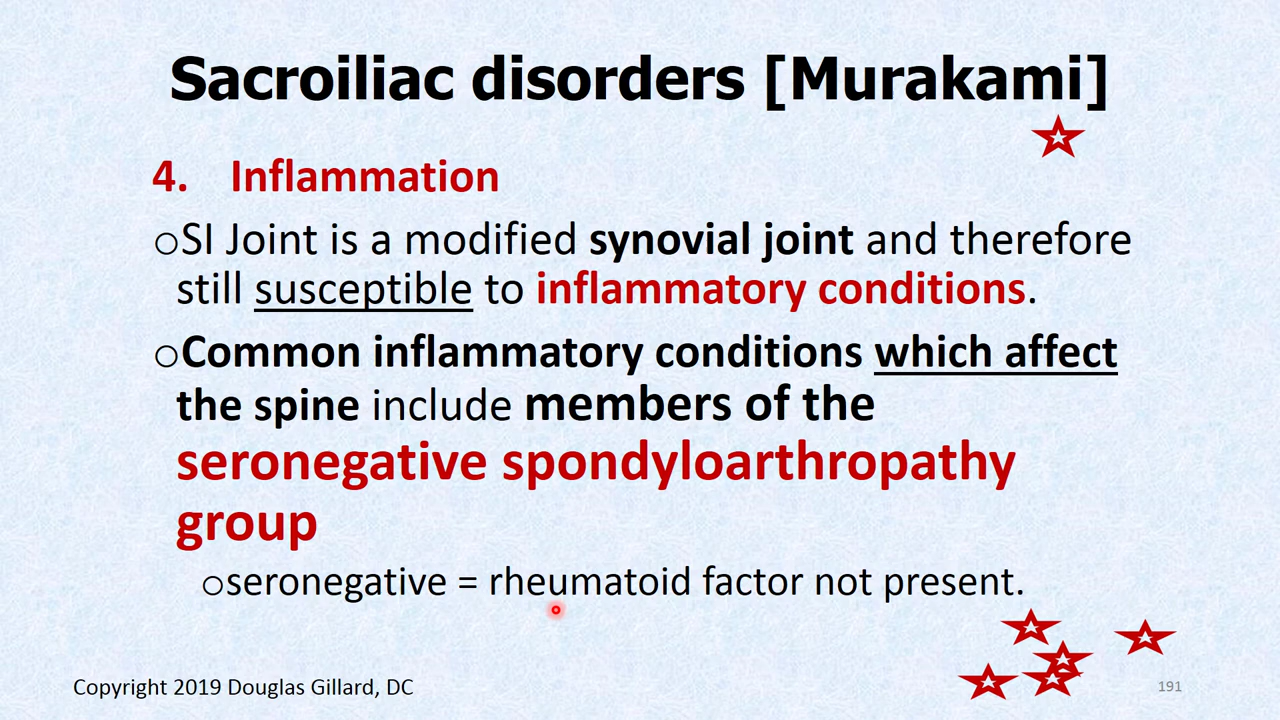 Sacroiliac disorders [Murakami]
4. Inflammation
○SI Joint is a modified synovial joint and therefore
still susceptible to inflammatory conditions.
○Common inflammatory conditions which affect
the spine include members of the
seronegative spondyloarthropathy
group
○seronegative = rheumatoid factor not present.
Copyright 2019 Douglas Gillard, DC
191